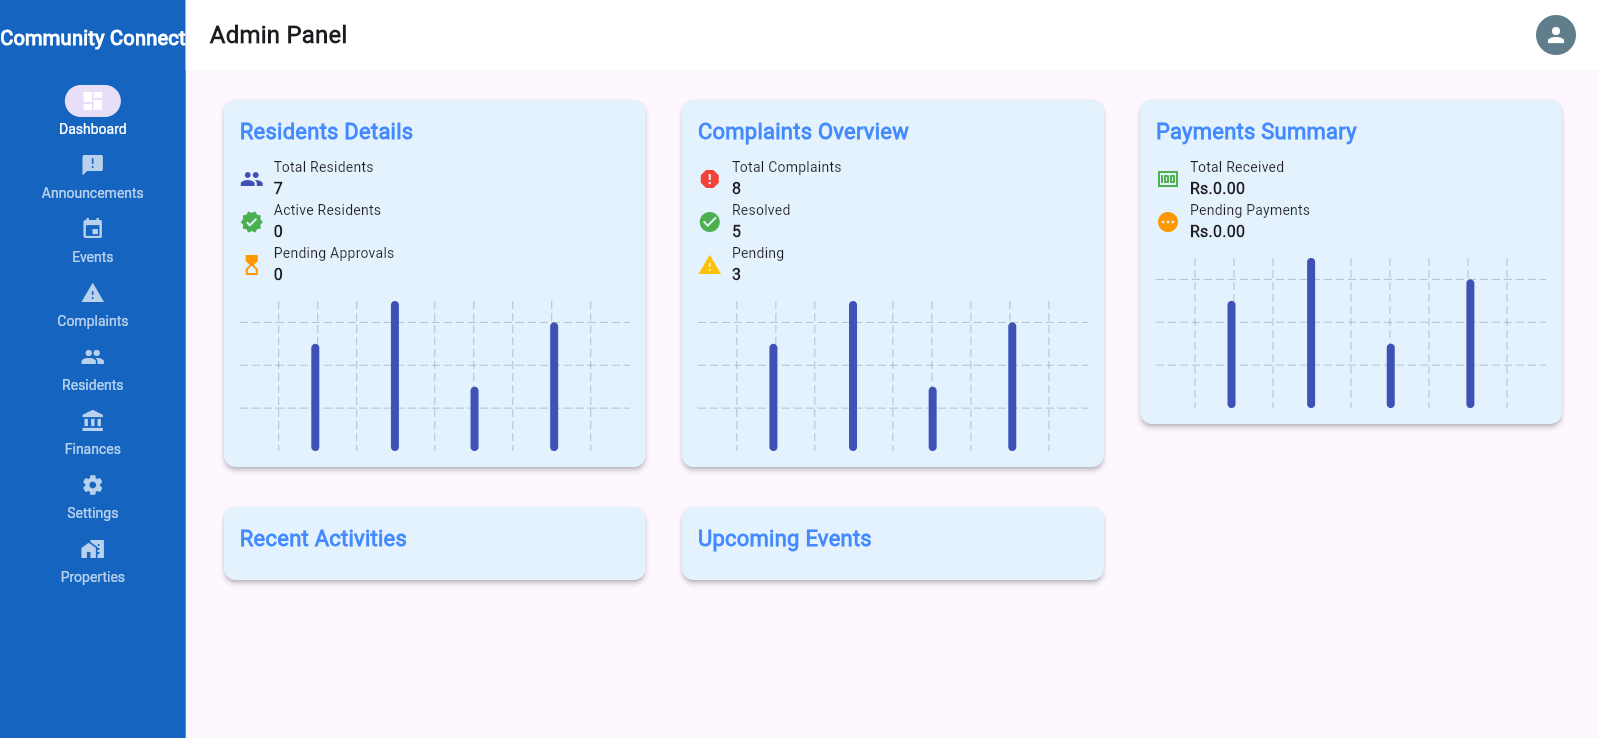 Community Connect
Admin Panel
Dashboard
Announcements
Events
Complaints
Residents
Finances
Settings
Properties
Residents Details
Total Residents
7
Active Residents
0
Pending Approvals
0
Complaints Overview
Total Complaints
8
Resolved
5
Pending
3
Payments Summary
Total Received
Rs.0.00
Pending Payments
Rs.0.00
Recent Activities
Upcoming Events